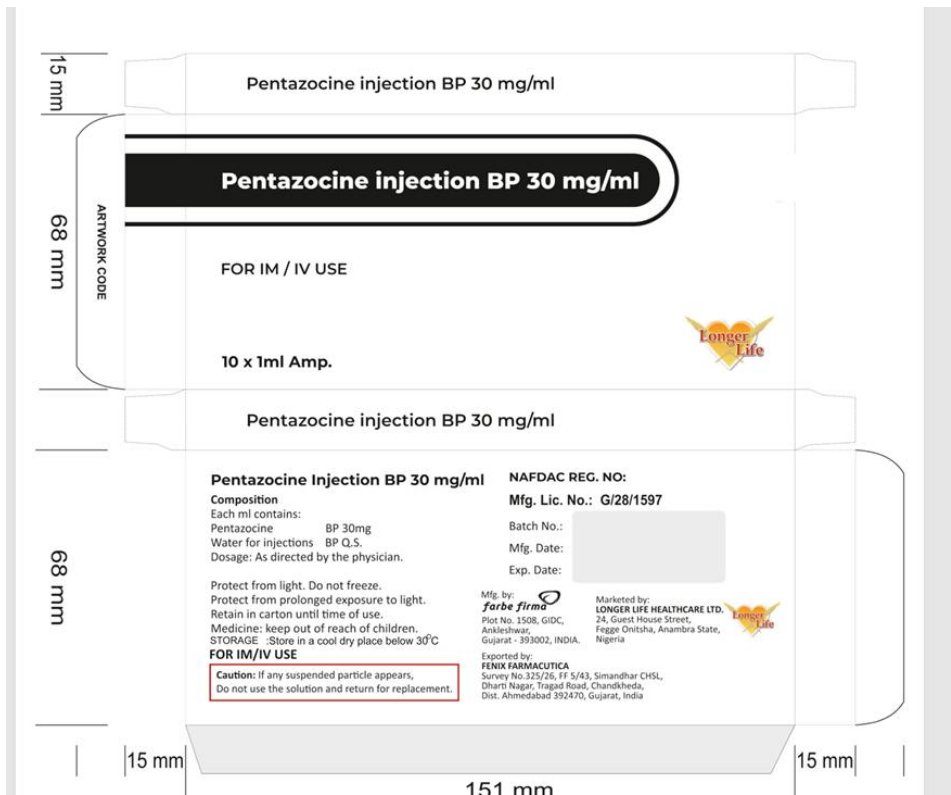 15 mm
Pentazocine injection BP 30 mg/ml
68 mm
ARTWORK CODE
Pentazocine injection BP 30 mg/ml
FOR IM / IV USE
Longer
Life
10 x 1ml Amp.
Pentazocine injection BP 30 mg/ml
68 mm
Pentazocine Injection BP 30 mg/ml
Composition
Each ml contains:
Pentazocine BP 30mg
Water for injections BP Q.S.
Dosage: As directed by the physician.
Protect from light. Do not freeze.
Protect from prolonged exposure to light.
Retain in carton until time of use.
Medicine: keep out of reach of children.
STORAGE :Store in a cool dry place below 30⁰C
FOR IM/IV USE
Caution: If any suspended particle appears,
Do not use the solution and return for replacement.
NAFDAC REG. NO:
Mfg. Lic. No.: G/28/1597
Batch No.:
Mfg. Date:
Exp. Date:
Mfg. by:
farbe firma
Plot No. 1508, GIDC,
Ankleshwar,
Gujarat - 393002, INDIA.
Marketed by:
LONGER LIFE HEALTHCARE LTD.
24, Guest House Street,
Fegge Onitsha, Anambra State,
Nigeria
Longer
Life
Exported by:
FENIX FARMACUTICA
Survey No.325/26, FF 5/43, Simandhar CHSL,
Dharti Nagar, Tragad Road, Chandkheda,
Dist. Ahmedabad 392470, Gujarat, India
15 mm
15 mm
151 mm